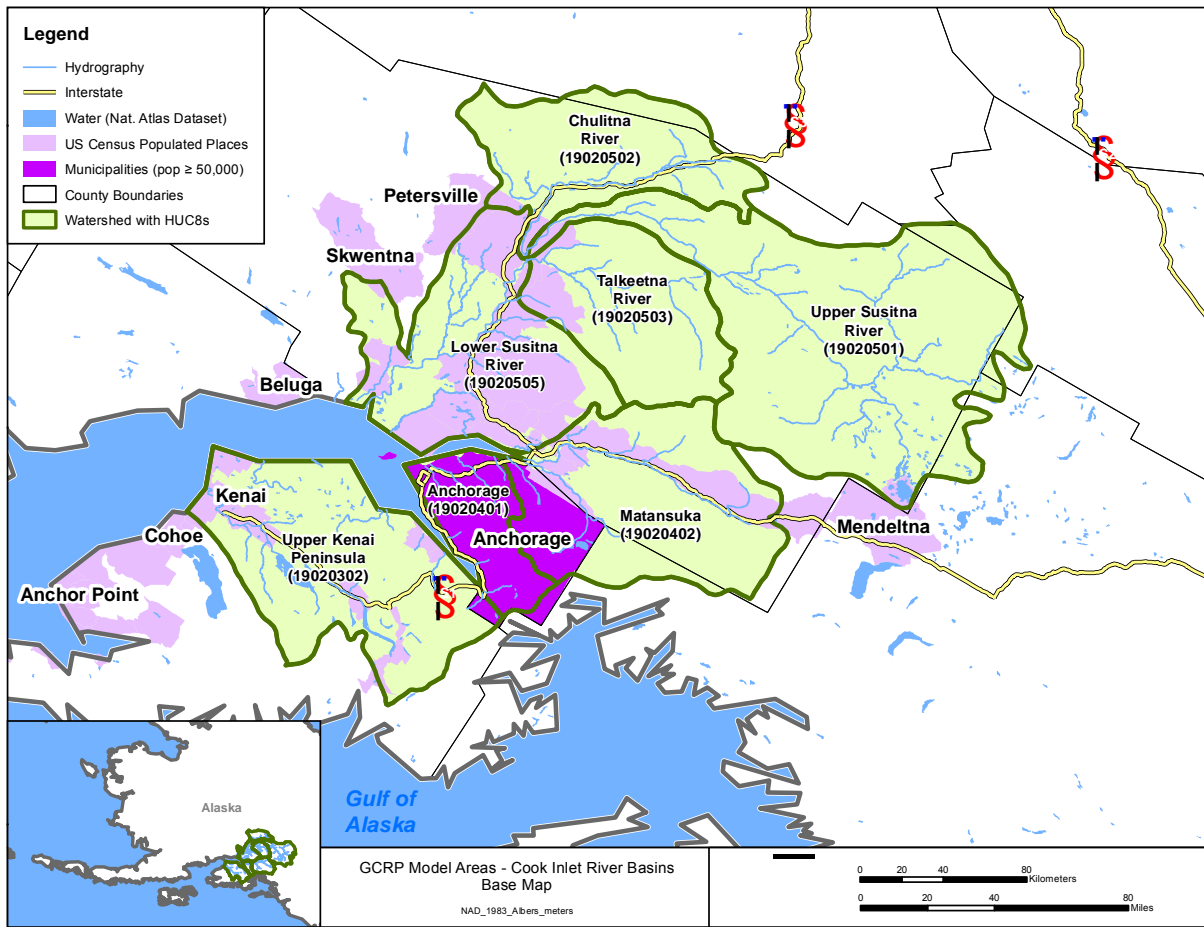 Legend
Hydrography
Interstate
Water (Nat. Atlas Dataset)
US Census Populated Places
Municipalities (pop ≥ 50,000)
County Boundaries
Watershed with HUC8s
Chulitna
River
(19020502)
Petersville
Skwentna
Talkeetna
River
(19020503)
Upper Susitna
River
(19020501)
Lower Susitna
River
(19020505)
Beluga
Kenai
Anchorage
(19020401)
Matansuka
(19020402)
Mendeltna
Cohoe
Upper Kenai
Peninsula
(19020302)
Anchorage
Anchor Point
Gulf of
Alaska
Alaska
GCRP Model Areas - Cook Inlet River Basins
Base Map
NAD_1983_Albers_meters
0 20 40 80
Kilometers
0 20 40 80
Miles